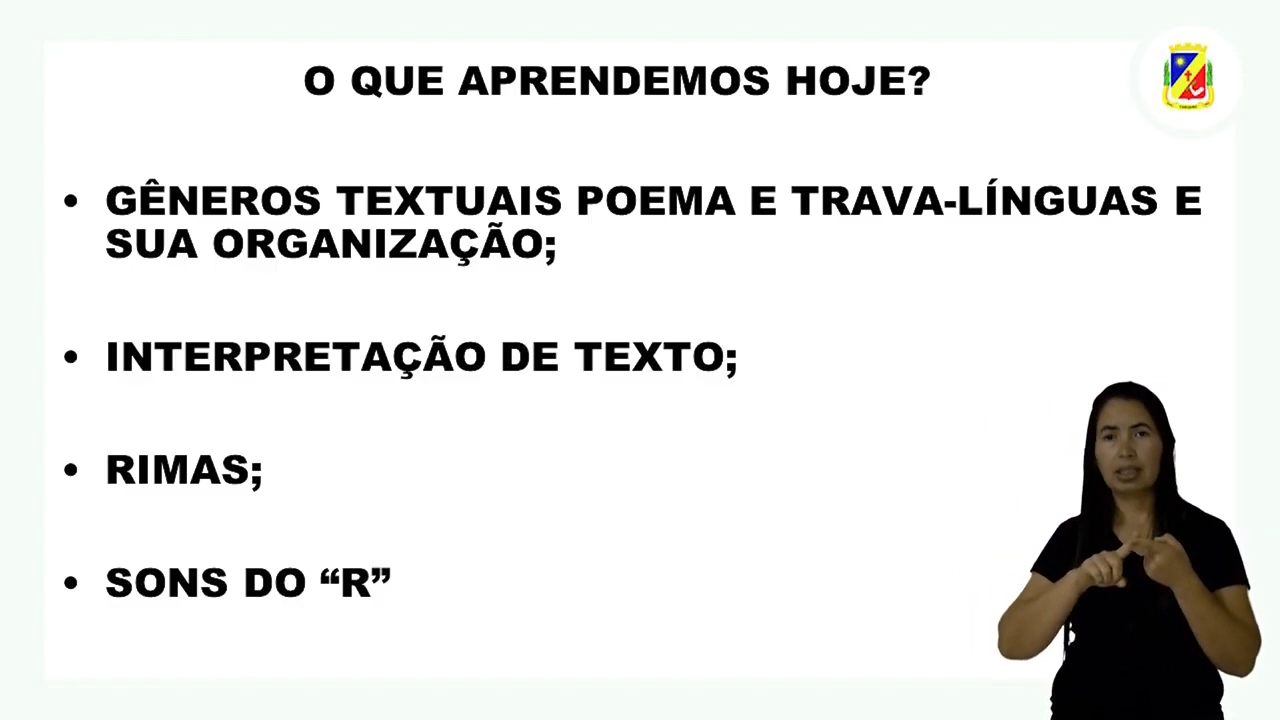 O QUE APRENDEMOS HOJE?
• GÊNEROS TEXTUAIS POEMA E TRAVA-LÍNGUAS E
SUA ORGANIZAÇÃO;
• INTERPRETAÇÃO DE TEXTO;
• RIMAS;
• SONS DO “R”